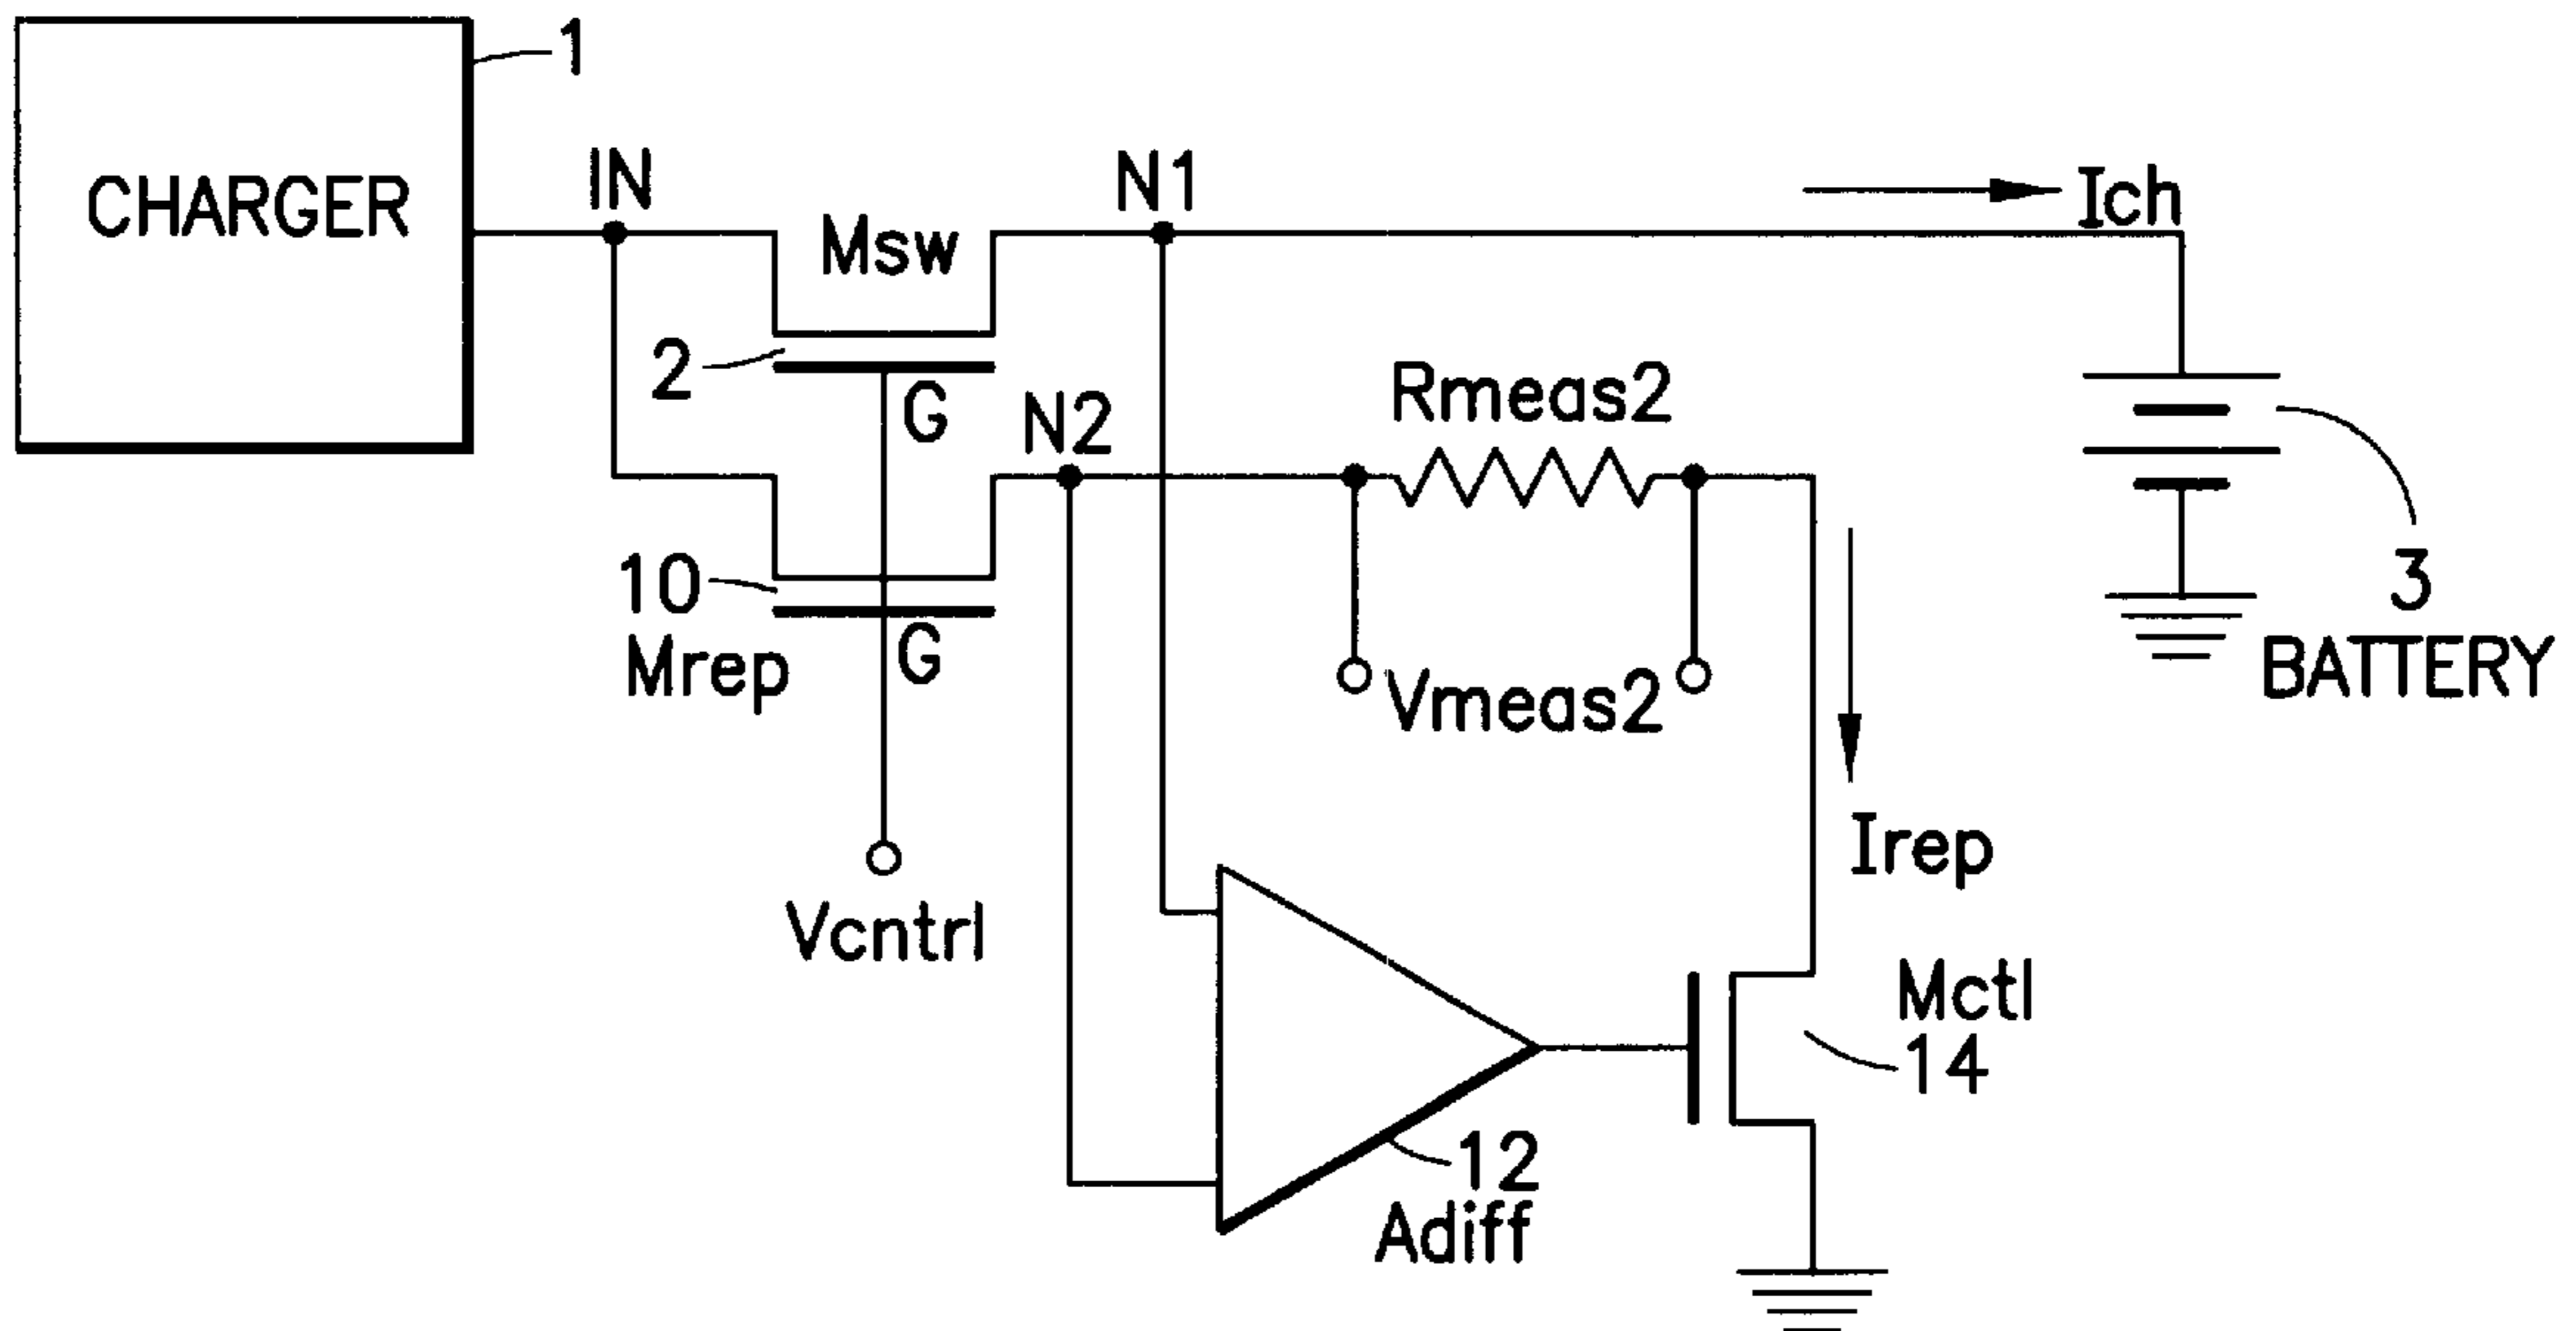 1
CHARGER
IN
Msw
N1
Ich
2
G
N2
Rmeas2
10
Mrep
G
Vmeas2
3
BATTERY
Vcntrl
Irep
Mctl
14
12
Adiff